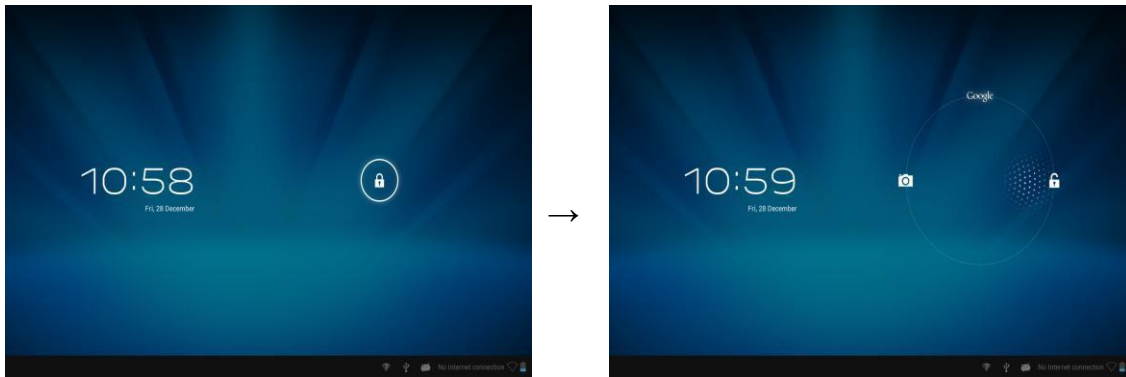 10:58
Fri, 28 December
No Internet connection
→
Google
10:59
Fri, 28 December
No Internet connection